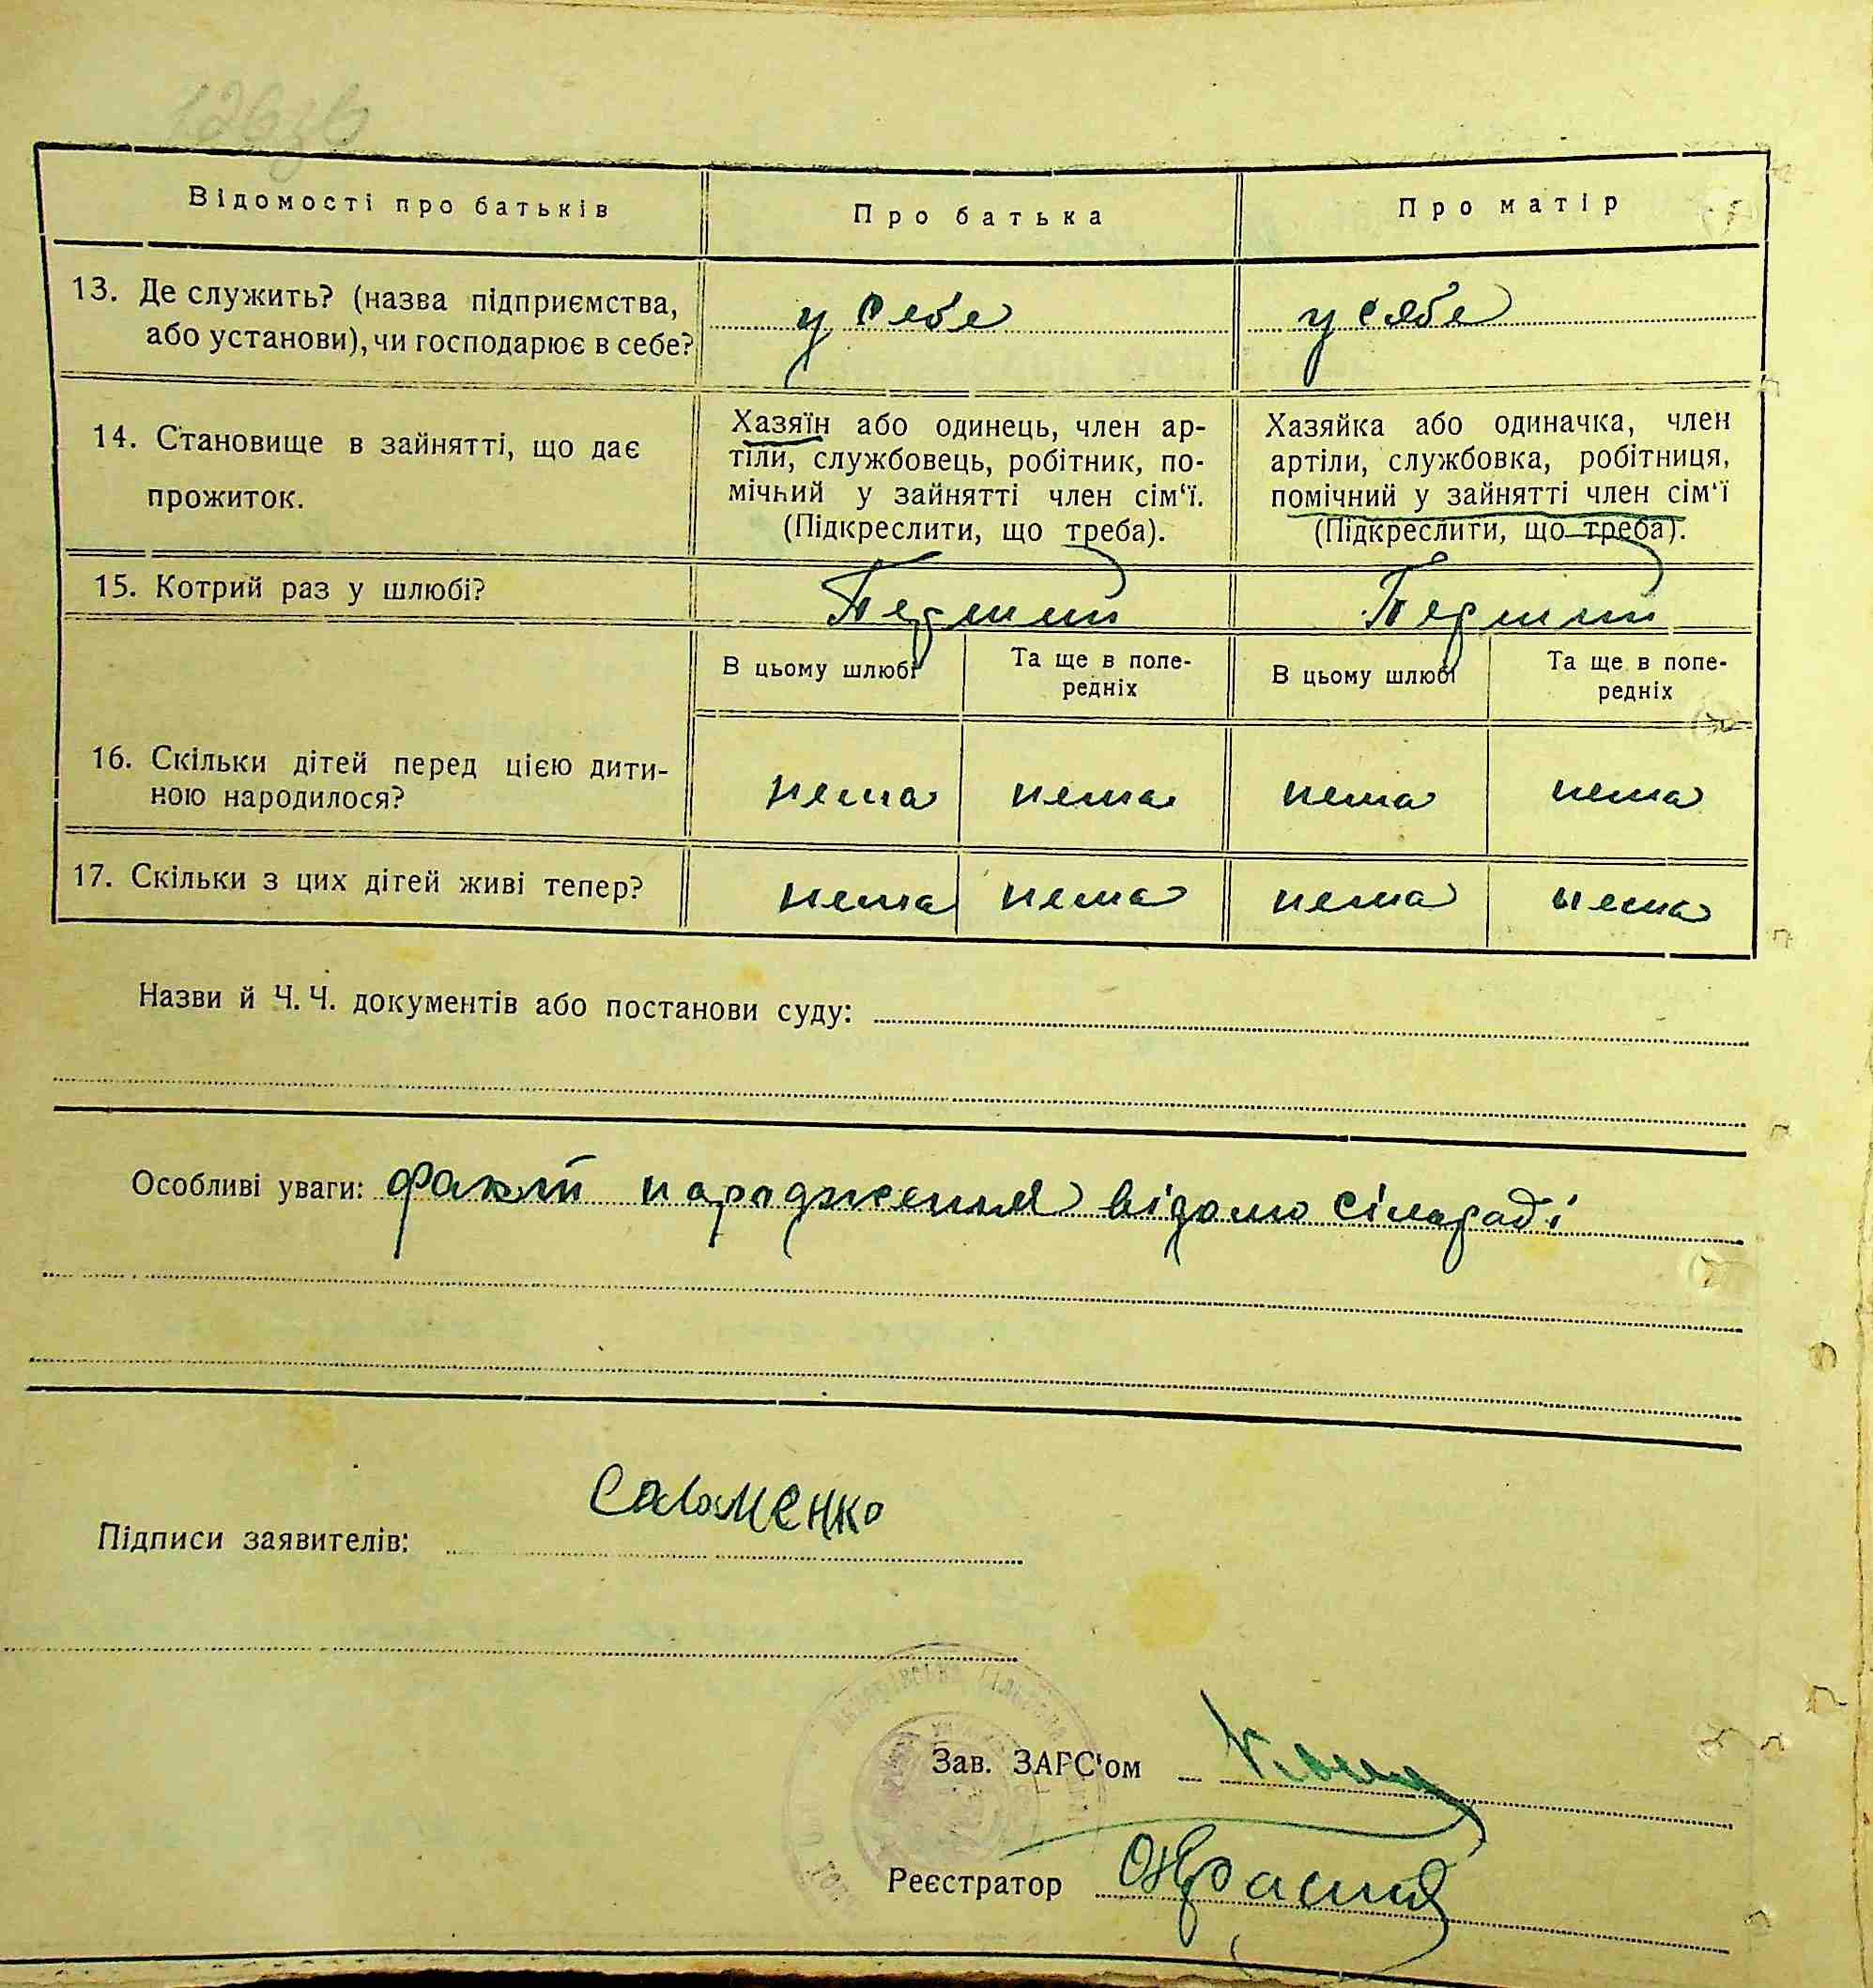 Відомості про батьків
Про батька
Про матір
13. Де служить? (назва підприємства,
або установи), чи господарює в себе?
у себе
у себе
14. Становище в зайнятті, що дає
прожиток.
Хазяїн або одинець, член ар-
тіли, службовець, робітник, по-
мічний у зайнятті член сім‘ї.
(Підкреслити, що треба).
Хазяйка або одиначка, член
артіли, службовка, робітниця,
помічний у зайнятті член сім‘ї
(Підкреслити, що треба).
15. Котрий раз у шлюбі?
Перший
Перший
В цьому шлюбі
Та ще в попе-
редніх
В цьому шлюбі
Та ще в попе-
редніх
16. Скільки дітей перед цією дити-
ною народилося?
нема
нема
нема
нема
17. Скільки з цих дітей живі тепер?
нема
нема
нема
нема
Назви й Ч. Ч. документів або постанови суду:
Особливі уваги: факт народження відомо сільраді
Підписи заявителів:
Зав. ЗАГС'ом
Реєстратор